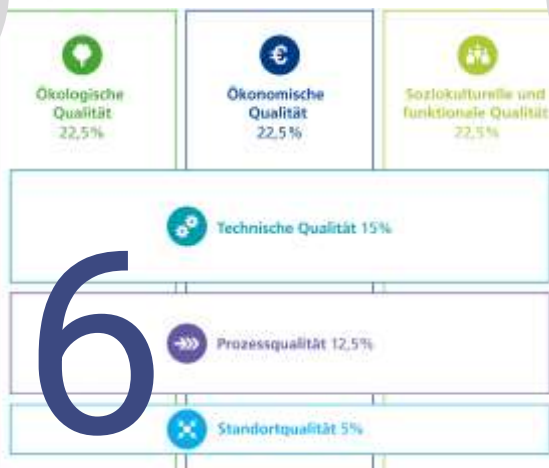 Ökologische
Qualität
22,5%
€
Ökonomische
Qualität
22,5%
Soziokulturelle und
funktionale Qualität
22,5%
Technische Qualität 15%
6
Prozessqualität 12,5%
Standortqualität 5%